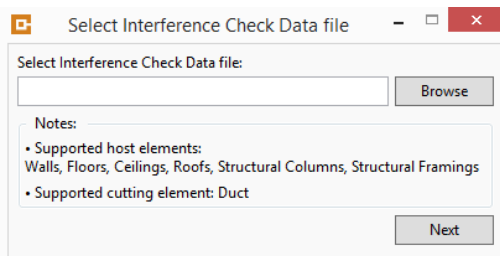 Select Interference Check Data file
Select Interference Check Data file:
Browse
Notes:
• Supported host elements:
Walls, Floors, Ceilings, Roofs, Structural Columns, Structural Framings
• Supported cutting element: Duct
Next